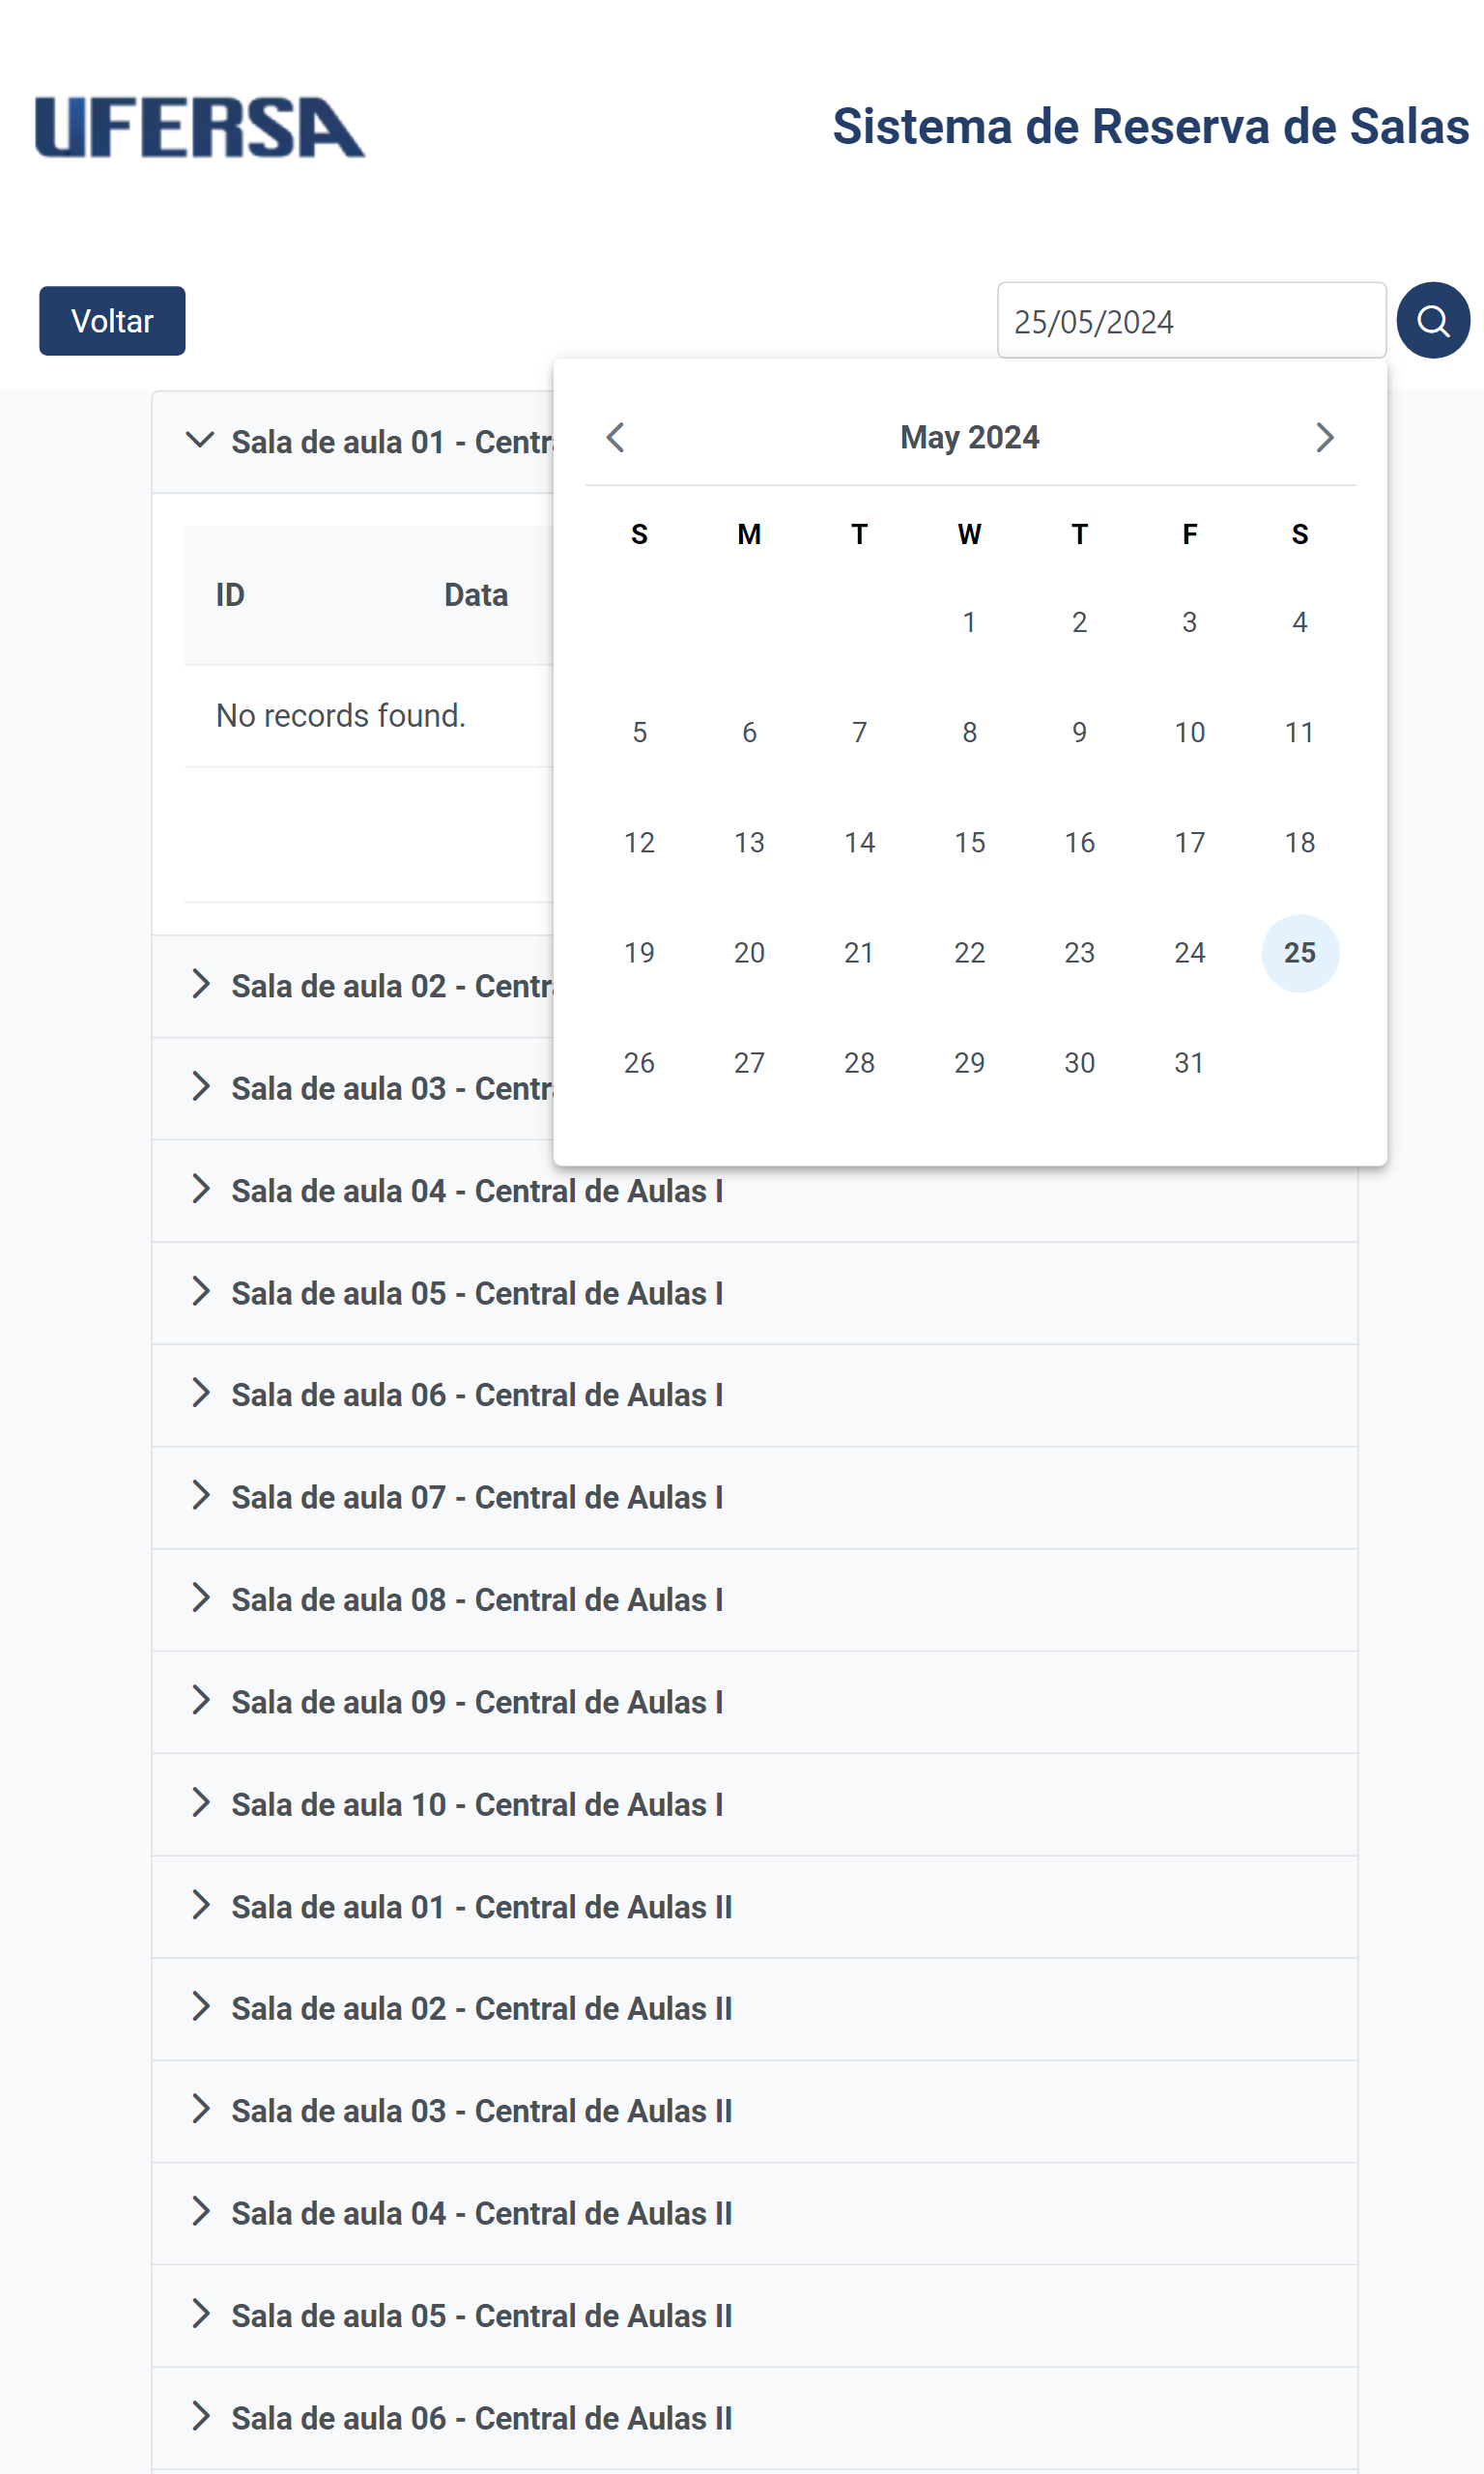 UFERSA
Sistema de Reserva de Salas
Voltar
25/05/2024
Sala de aula 01 -
May 2024
S M T W T F S
1 2 3 4
5 6 7 8 9 10 11
12 13 14 15 16 17 18
19 20 21 22 23 24 25
26 27 28 29 30 31
ID Data
No records found.
Sala de aula 02 -
Sala de aula 03 -
Sala de aula 04 - Central de Aulas I
Sala de aula 05 - Central de Aulas I
Sala de aula 06 - Central de Aulas I
Sala de aula 07 - Central de Aulas I
Sala de aula 08 - Central de Aulas I
Sala de aula 09 - Central de Aulas I
Sala de aula 10 - Central de Aulas I
Sala de aula 01 - Central de Aulas II
Sala de aula 02 - Central de Aulas II
Sala de aula 03 - Central de Aulas II
Sala de aula 04 - Central de Aulas II
Sala de aula 05 - Central de Aulas II
Sala de aula 06 - Central de Aulas II